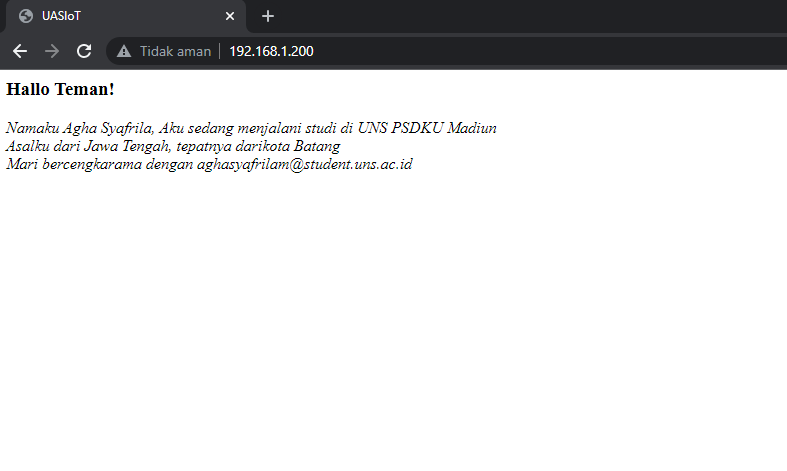 UASIoT
Tidak aman 192.168.1.200
Hallo Teman!
Namaku Agha Syafrila, Aku sedang menjalani studi di UNS PSDKU Madiun
Asalku dari Jawa Tengah, tepatnya darikota Batang
Mari bercengkarama dengan aghasyafrilam@student.uns.ac.id